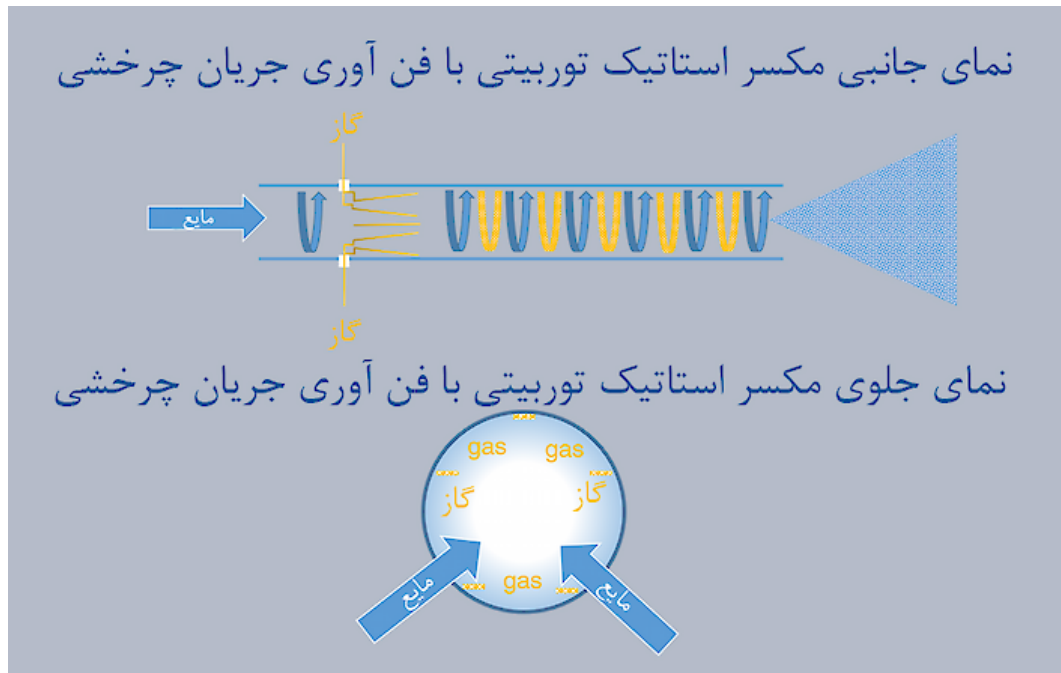 نمای جانبی مکسر استاتیک توربیتی با فن آوری جریان چرخشی
گاز
مایع
گاز
نمای جلوی مکسر استاتیک توربیتی با فن آوری جریان چرخشی
gas gas
گاز گاز
gas
مایع مایع